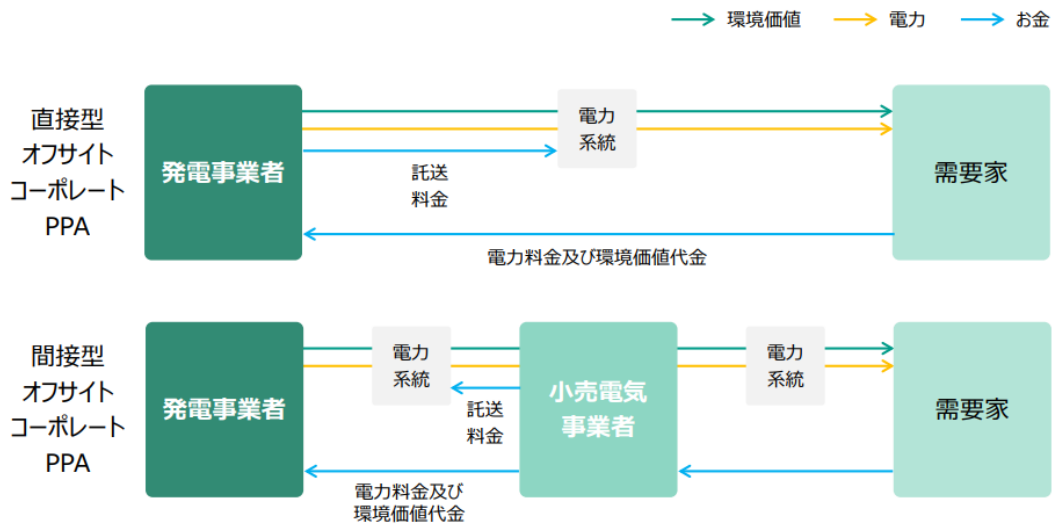 環境価値
電力
お金
直接型
オフサイト
コーポレート
PPA
発電事業者
託送
料金
電力
系統
需要家
電力料金及び環境価値代金
間接型
オフサイト
コーポレート
PPA
発電事業者
電力
系統
託送
料金
小売電気
事業者
電力
系統
需要家
電力料金及び
環境価値代金